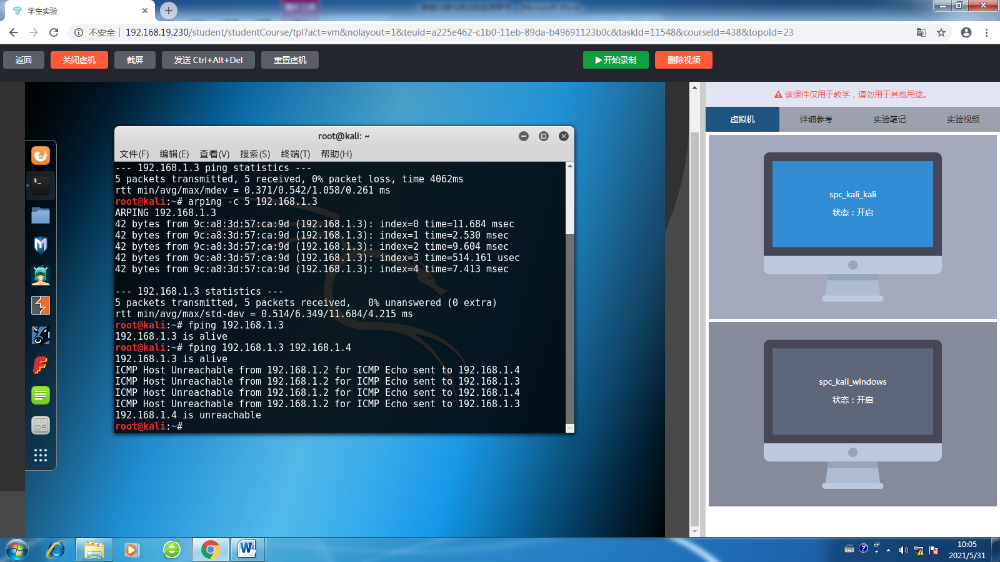 学生实验
不安全 192.168.19.230/student/studentCourse/tpl?act=vm&nolayout=1&teuid=a225e462-c1b0-11eb-89da-b49691123b0c&taskId=11548&courseId=438&topoId=23
返回 关闭虚机 截屏 发送 Ctrl+Alt+Del 重置虚机 开始录制 删除视频
该课件仅用于教学，请勿用于其他用途。
虚拟机 详细参考 实验笔记 实验视频
root@kali: ~
文件(F) 编辑(E) 查看(V) 搜索(S) 终端(T) 帮助(H)
--- 192.168.1.3 ping statistics ---
5 packets transmitted, 5 received, 0% packet loss, time 4062ms
rtt min/avg/max/mdev = 0.371/0.542/1.058/0.261 ms
root@kali:~# arping -c 5 192.168.1.3
ARPING 192.168.1.3
42 bytes from 9c:a8:3d:57:ca:9d (192.168.1.3): index=0 time=11.684 msec
42 bytes from 9c:a8:3d:57:ca:9d (192.168.1.3): index=1 time=2.530 msec
42 bytes from 9c:a8:3d:57:ca:9d (192.168.1.3): index=2 time=9.604 msec
42 bytes from 9c:a8:3d:57:ca:9d (192.168.1.3): index=3 time=514.161 usec
42 bytes from 9c:a8:3d:57:ca:9d (192.168.1.3): index=4 time=7.413 msec
--- 192.168.1.3 statistics ---
5 packets transmitted, 5 packets received,   0% unanswered (0 extra)
rtt min/avg/max/std-dev = 0.514/6.349/11.684/4.215 ms
root@kali:~# fping 192.168.1.3
192.168.1.3 is alive
root@kali:~# fping 192.168.1.3 192.168.1.4
192.168.1.3 is alive
ICMP Host Unreachable from 192.168.1.2 for ICMP Echo sent to 192.168.1.4
ICMP Host Unreachable from 192.168.1.2 for ICMP Echo sent to 192.168.1.3
ICMP Host Unreachable from 192.168.1.2 for ICMP Echo sent to 192.168.1.4
ICMP Host Unreachable from 192.168.1.2 for ICMP Echo sent to 192.168.1.3
192.168.1.4 is unreachable
root@kali:~#
spc_kali_kali
状态：开启
spc_kali_windows
状态：开启
10:05
2021/5/31